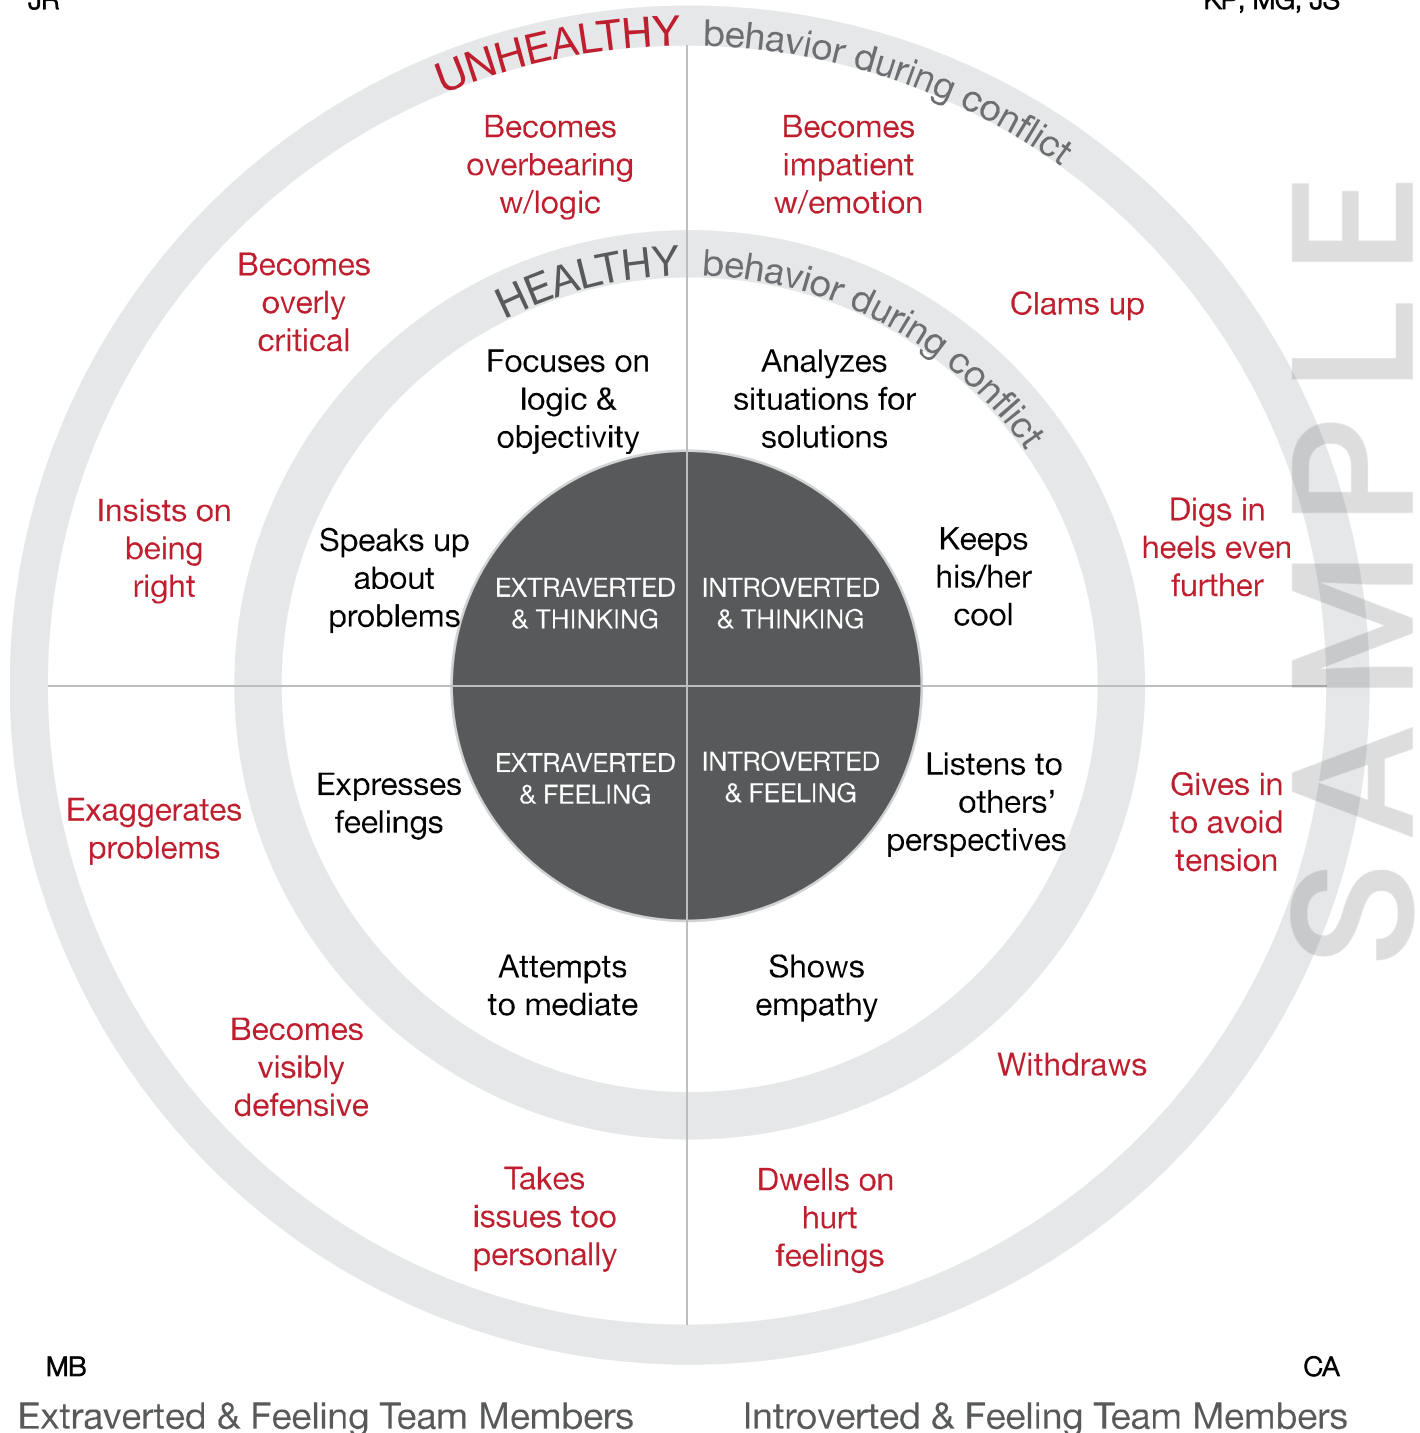 JR
KP, MG, JS
UNHEALTHY behavior during conflict
Becomes
overbearing
w/logic
Becomes
impatient
w/emotion
Becomes
overly
critical
Clams up
Insists on
being
right
Digs in
heels even
further
HEALTHY behavior during conflict
Focuses on
logic &
objectivity
Analyzes
situations for
solutions
Speaks up
about
problems
Keeps
his/her
cool
EXTRAVERTED
& THINKING
INTROVERTED
& THINKING
EXTRAVERTED
& FEELING
INTROVERTED
& FEELING
Expresses
feelings
Listens to
others’
perspectives
Attempts
to mediate
Shows
empathy
Exaggerates
problems
Gives in
to avoid
tension
Becomes
visibly
defensive
Withdraws
Takes
issues too
personally
Dwells on
hurt
feelings
SAMPLE
MB
CA
Extraverted & Feeling Team Members
Introverted & Feeling Team Members